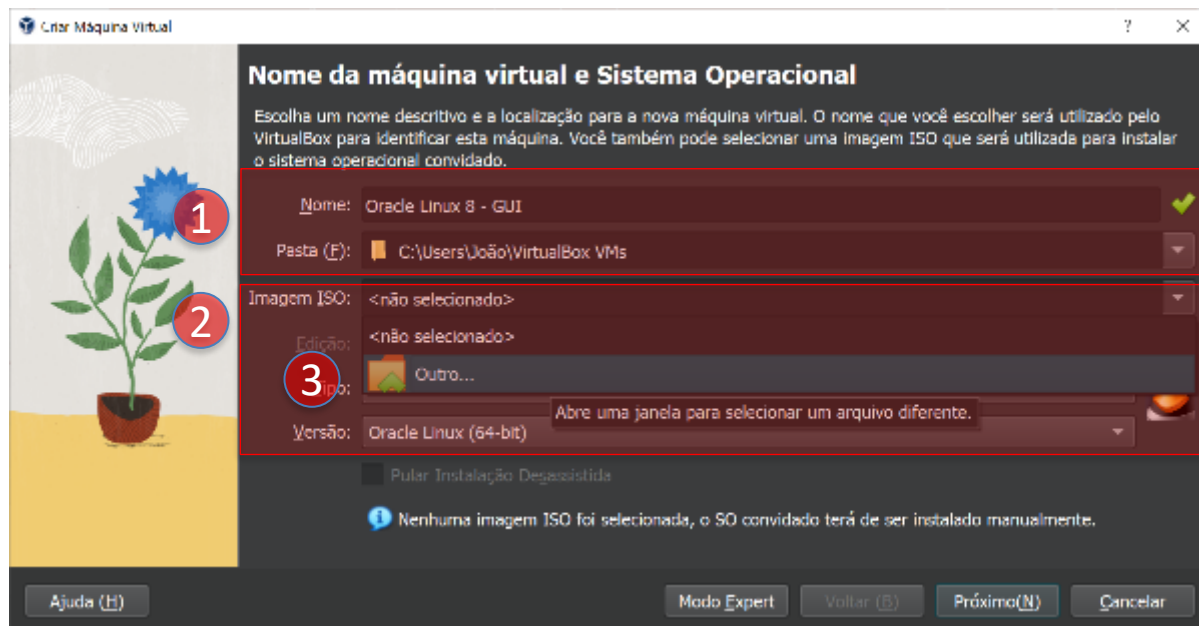 Criar Máquina Virtual
?
Nome da máquina virtual e Sistema Operacional
Escolha um nome descritivo e a localização para a nova máquina virtual. O nome que você escolher será utilizado pelo
VirtualBox para identificar esta máquina. Você também pode selecionar uma imagem ISO que será utilizada para instalar
o sistema operacional convidado.
1
Nome: Oracle Linux 8 - GUI
Pasta (F): C:\Users\João\VirtualBox VMs
Imagem ISO: <não selecionado>
2
Edição: <não selecionado>
3
Outro...
Abre uma janela para selecionar um arquivo diferente.
Versão: Oracle Linux (64-bit)
Pular Instalação Desassistida
Nenhuma imagem ISO foi selecionada, o SO convidado terá de ser instalado manualmente.
Ajuda (H) Modo Expert Voltar (B) Próximo(N) Cancelar